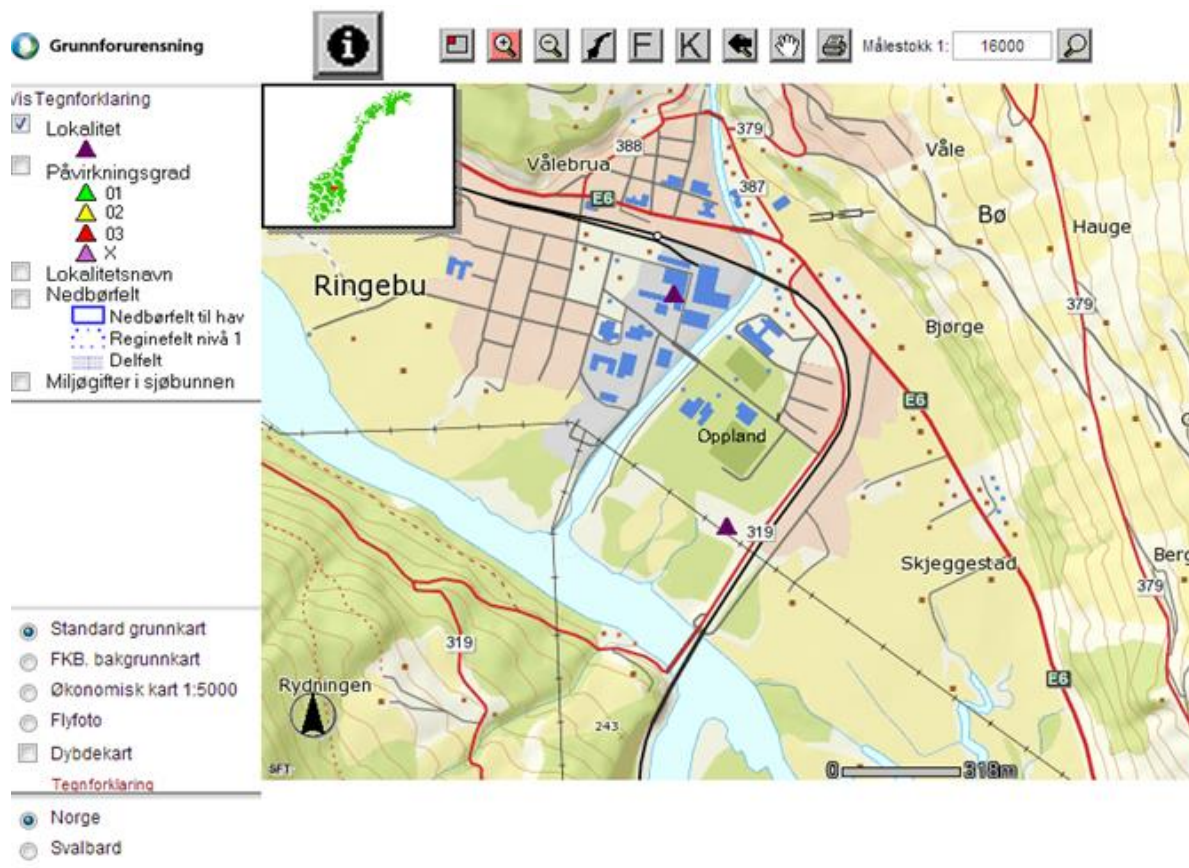 Grunnforurensning
Målestokk 1: 16000
Vis Tegnforklaring
Lokalitet
Påvirkningsgrad
01
02
03
X
Lokalitetsnavn
Nedbørfelt
Nedbørfelt til hav
Reginefelt nivå 1
Delfelt
Miljøgifter i sjøbunnen
Standard grunnkart
FKB. bakgrunnkart
Økonomisk kart 1:5000
Flyfoto
Dybdekart
Tegnforklaring
Norge
Svalbard
i
F
K
379
388
Våle
Vålebrua
387
E6
Bø
Hauge
Ringebu
379
Bjørge
E6
Oppland
319
Skjeggestad
Berg
379
319
Rydningen
E6
243
SFT
0 318m